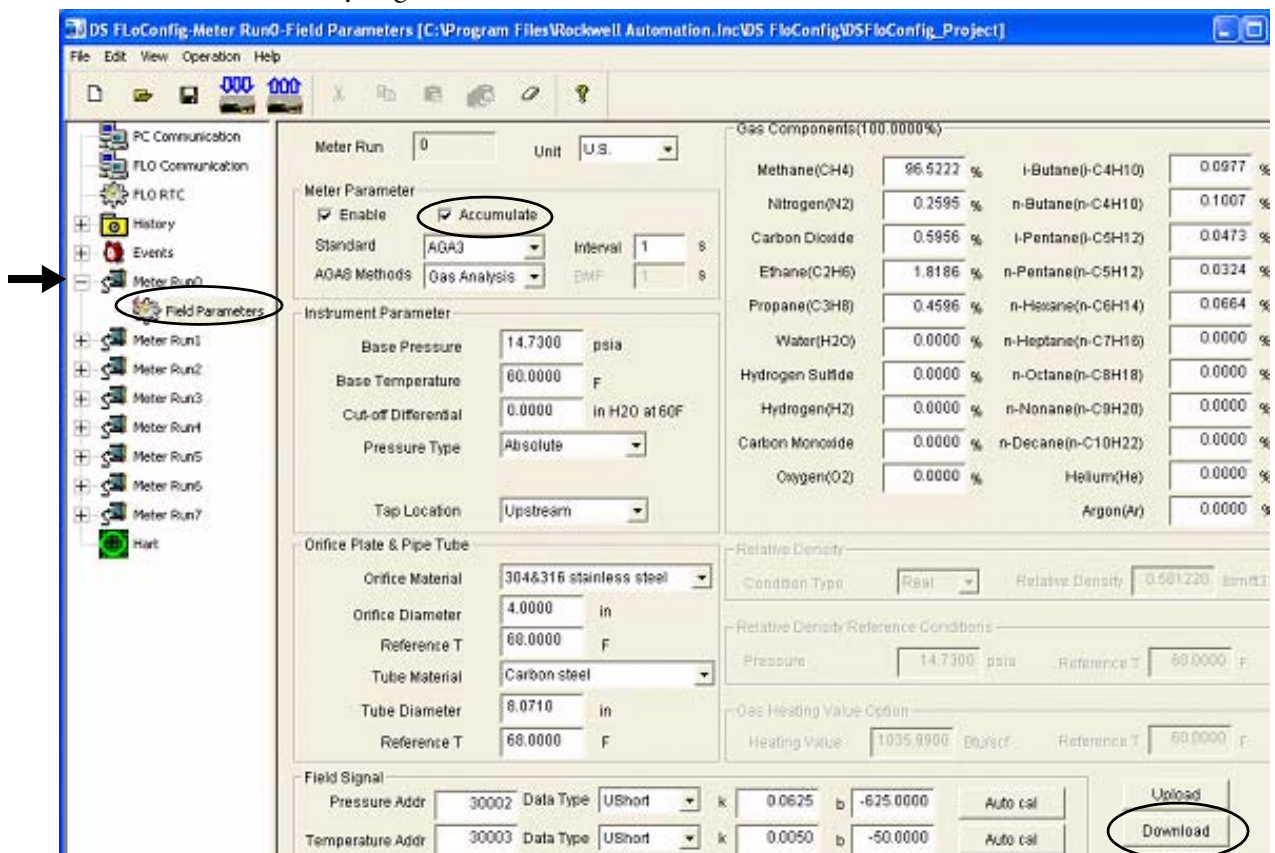 DS FLoConfig-Meter Run0-Field Parameters [C:\Program Files\Rockwell Automation.Inc\DS FloConfig\DSFloConfig_Project]
File Edit View Operation Help
PC Communication
FLO Communication
FLO RTC
History
Events
Meter Run0
Field Parameters
Meter Run1
Meter Run2
Meter Run3
Meter Run4
Meter Run5
Meter Run6
Meter Run7
Hart
Meter Run 0 Unit U.S.
Meter Parameter
Enable Accumulate
Standard AGA3 Interval 1 s
AGA8 Methods Gas Analysis BMF 1 s
Instrument Parameter
Base Pressure 14.7300 psia
Base Temperature 60.0000 F
Cut-off Differential 0.0000 in H2O at 60F
Pressure Type Absolute
Tap Location Upstream
Orifice Plate & Pipe Tube
Orifice Material 304&316 stainless steel
Orifice Diameter 4.0000 in
Reference T 68.0000 F
Tube Material Carbon steel
Tube Diameter 8.0710 in
Reference T 68.0000 F
Gas Components(100.0000%)
Methane(CH4) 96.5222 % i-Butane(i-C4H10) 0.0977 %
Nitrogen(N2) 0.2595 % n-Butane(n-C4H10) 0.1007 %
Carbon Dioxide 0.5956 % i-Pentane(i-C5H12) 0.0473 %
Ethane(C2H6) 1.8186 % n-Pentane(n-C5H12) 0.0324 %
Propane(C3H8) 0.4596 % n-Hexane(n-C6H14) 0.0664 %
Water(H2O) 0.0000 % n-Heptane(n-C7H16) 0.0000 %
Hydrogen Sulfide 0.0000 % n-Octane(n-C8H18) 0.0000 %
Hydrogen(H2) 0.0000 % n-Nonane(n-C9H20) 0.0000 %
Carbon Monoxide 0.0000 % n-Decane(n-C10H22) 0.0000 %
Oxygen(O2) 0.0000 % Helium(He) 0.0000 %
Argon(Ar) 0.0000 %
Relative Density
Condition Type Real Relative Density 0.581220
Relative Density Reference Conditions
Pressure 14.7300 psia Reference T 60.0000 F
Gas Heating Value Option
Heating Value 1035.9900 Btu/scf Reference T 60.0000 F
Field Signal
Pressure Addr 30002 Data Type UShort k 0.0625 b -625.0000 Auto cal
Temperature Addr 30003 Data Type UShort k 0.0050 b -50.0000 Auto cal
Upload
Download